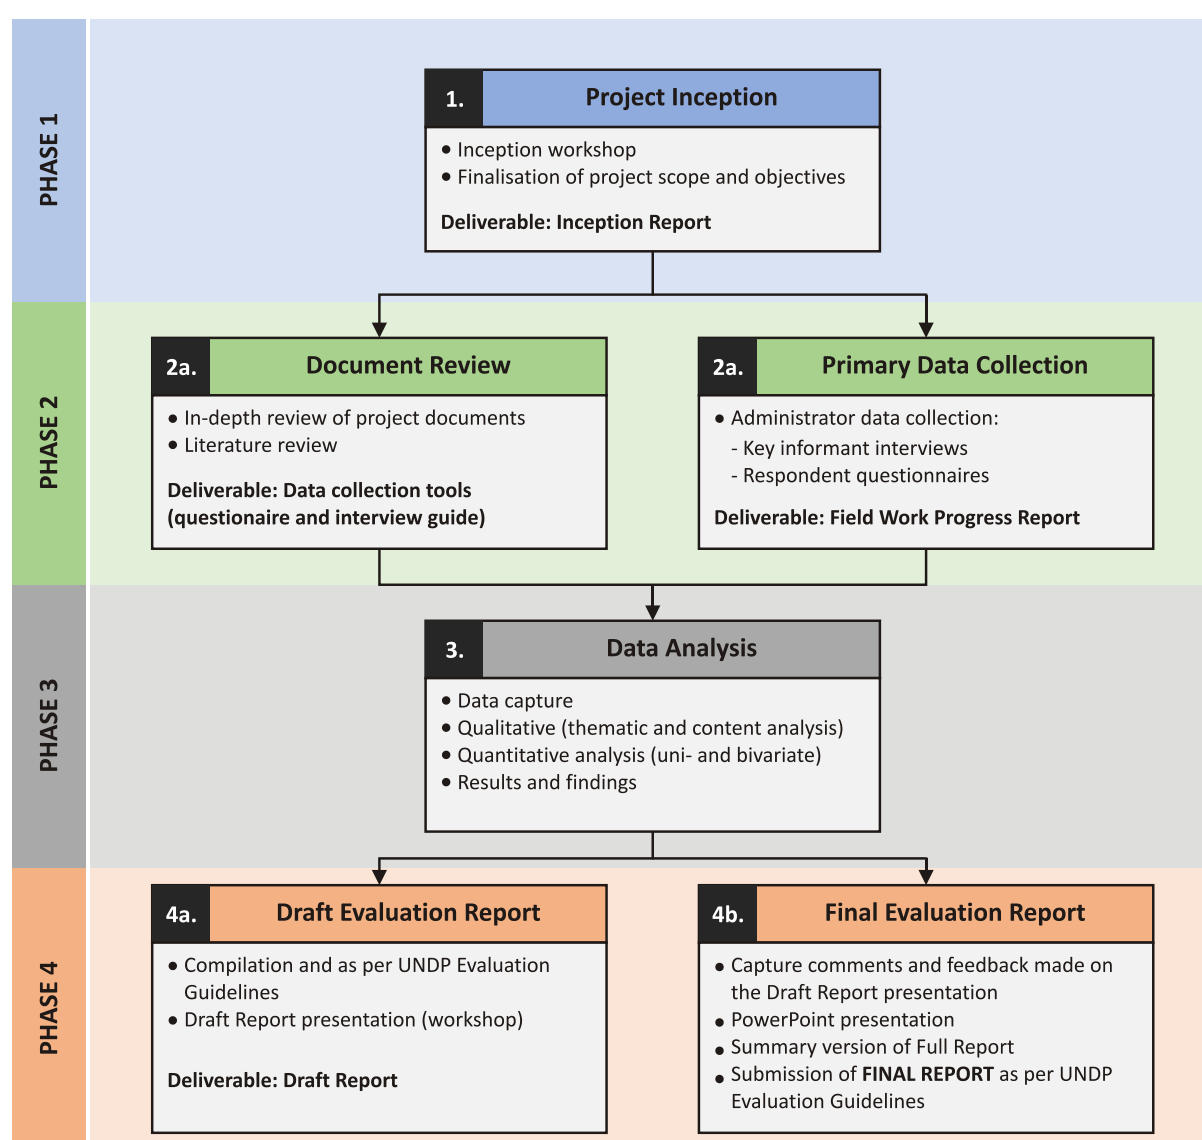 PHASE 1
1. Project Inception
• Inception workshop
• Finalisation of project scope and objectives
Deliverable: Inception Report
PHASE 2
2a. Document Review
• In-depth review of project documents
• Literature review
Deliverable: Data collection tools
(questionaire and interview guide)
2a. Primary Data Collection
• Administrator data collection:
- Key informant interviews
- Respondent questionnaires
Deliverable: Field Work Progress Report
PHASE 3
3. Data Analysis
• Data capture
• Qualitative (thematic and content analysis)
• Quantitative analysis (uni- and bivariate)
• Results and findings
PHASE 4
4a. Draft Evaluation Report
• Compilation and as per UNDP Evaluation
Guidelines
• Draft Report presentation (workshop)
Deliverable: Draft Report
4b. Final Evaluation Report
• Capture comments and feedback made on
the Draft Report presentation
• PowerPoint presentation
• Summary version of Full Report
• Submission of FINAL REPORT as per UNDP
Evaluation Guidelines